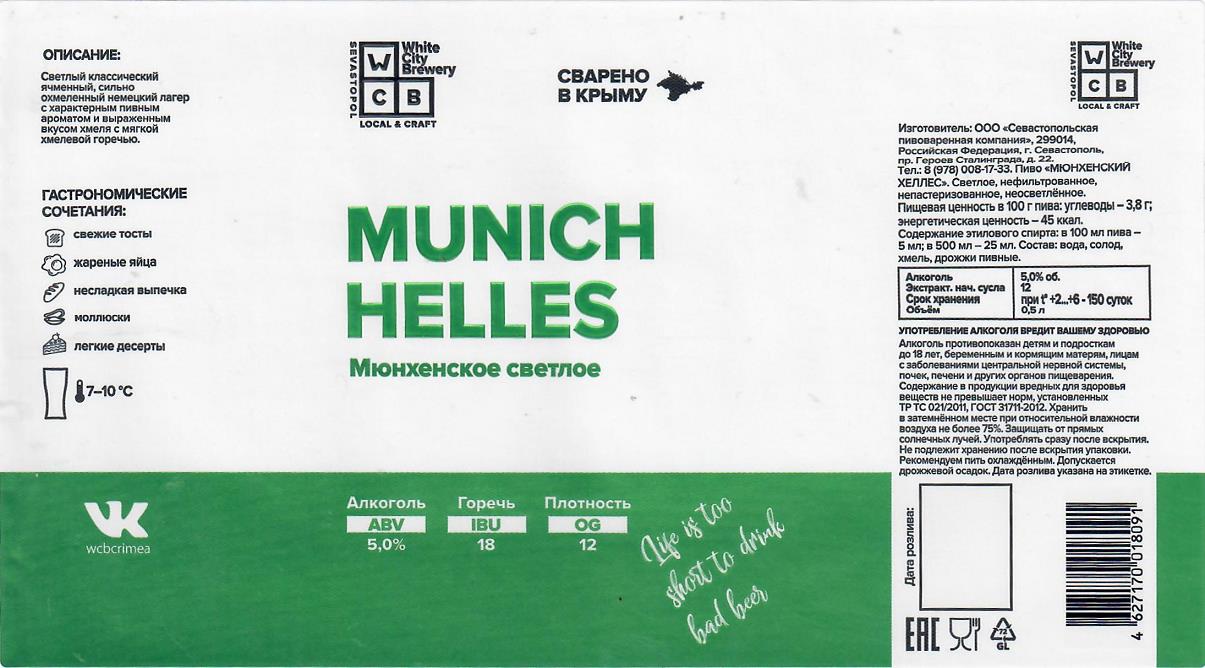 ОПИСАНИЕ:
Светлый классический
ячменный, сильно
охмеленный немецкий лагер
с характерным пивным
ароматом и выраженным
вкусом хмеля с мягкой
хмелевой горечью.
ГАСТРОНОМИЧЕСКИЕ
СОЧЕТАНИЯ:
свежие тосты
жареные яйца
несладкая выпечка
моллюски
легкие десерты
7–10 °C
wcbcrimea
SEVASTOPOL
W
White
City
Brewery
C B
LOCAL & CRAFT
СВАРЕНО
В КРЫМУ
MUNICH
HELLES
Мюнхенское светлое
Алкоголь Горечь Плотность
ABV IBU OG
5,0% 18 12
Life is too
short to drink
bad beer
SEVASTOPOL
W
White
City
Brewery
C B
LOCAL & CRAFT
Изготовитель: ООО «Севастопольская
пивоваренная компания», 299014,
Российская Федерация, г. Севастополь,
пр. Героев Сталинграда, д. 22.
Тел.: 8 (978) 008-17-33. Пиво «МЮНХЕНСКИЙ
ХЕЛЛЕС». Светлое, нефильтрованное,
непастеризованное, неосветлённое.
Пищевая ценность в 100 г пива: углеводы – 3,8 г;
энергетическая ценность – 45 ккал.
Содержание этилового спирта: в 100 мл пива –
5 мл; в 500 мл – 25 мл. Состав: вода, солод,
хмель, дрожжи пивные.
Алкоголь 5,0% об.
Экстракт. нач. сусла 12
Срок хранения при t° +2...+6 - 150 суток
Объём 0,5 л
УПОТРЕБЛЕНИЕ АЛКОГОЛЯ ВРЕДИТ ВАШЕМУ ЗДОРОВЬЮ
Алкоголь противопоказан детям и подросткам
до 18 лет, беременным и кормящим матерям, лицам
с заболеваниями центральной нервной системы,
почек, печени и других органов пищеварения.
Содержание в продукции вредных для здоровья
веществ не превышает норм, установленных
ТР ТС 021/2011, ГОСТ 31711-2012. Хранить
в затемнённом месте при относительной влажности
воздуха не более 75%. Защищать от прямых
солнечных лучей. Употреблять сразу после вскрытия.
Не подлежит хранению после вскрытия упаковки.
Рекомендуем пить охлаждённым. Допускается
дрожжевой осадок. Дата розлива указана на этикетке.
Дата розлива:
EAC
72
GL
4 627170 018091